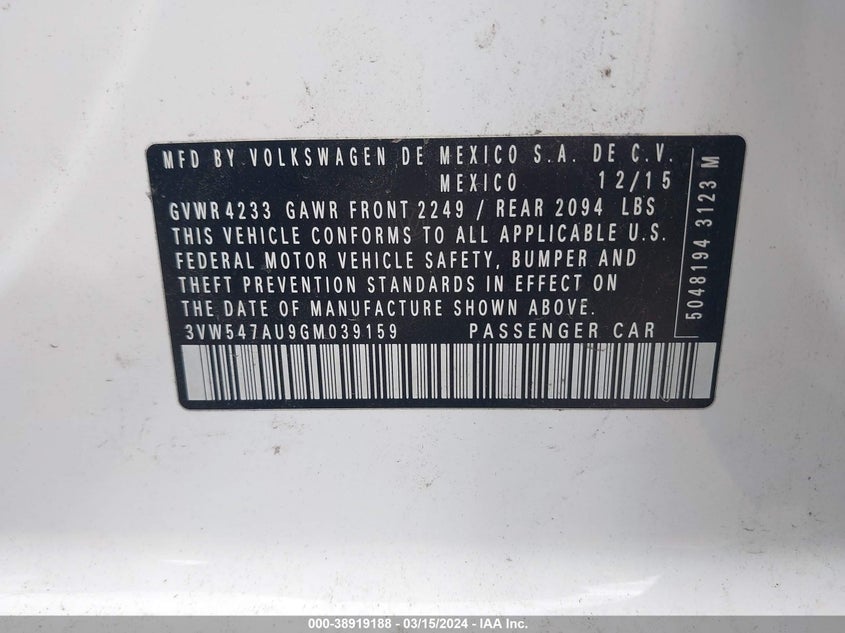 MFD BY VOLKSWAGEN DE MEXICO S.A. DE C.V.
MEXICO 12/15
GVWR 4233 GAWR FRONT 2249 / REAR 2094 LBS
THIS VEHICLE CONFORMS TO ALL APPLICABLE U.S.
FEDERAL MOTOR VEHICLE SAFETY, BUMPER AND
THEFT PREVENTION STANDARDS IN EFFECT ON
THE DATE OF MANUFACTURE SHOWN ABOVE.
3VW547AU9GM039159 PASSENGER CAR
5048194 3123 M
000-38919188 - 03/15/2024 - IAA Inc.